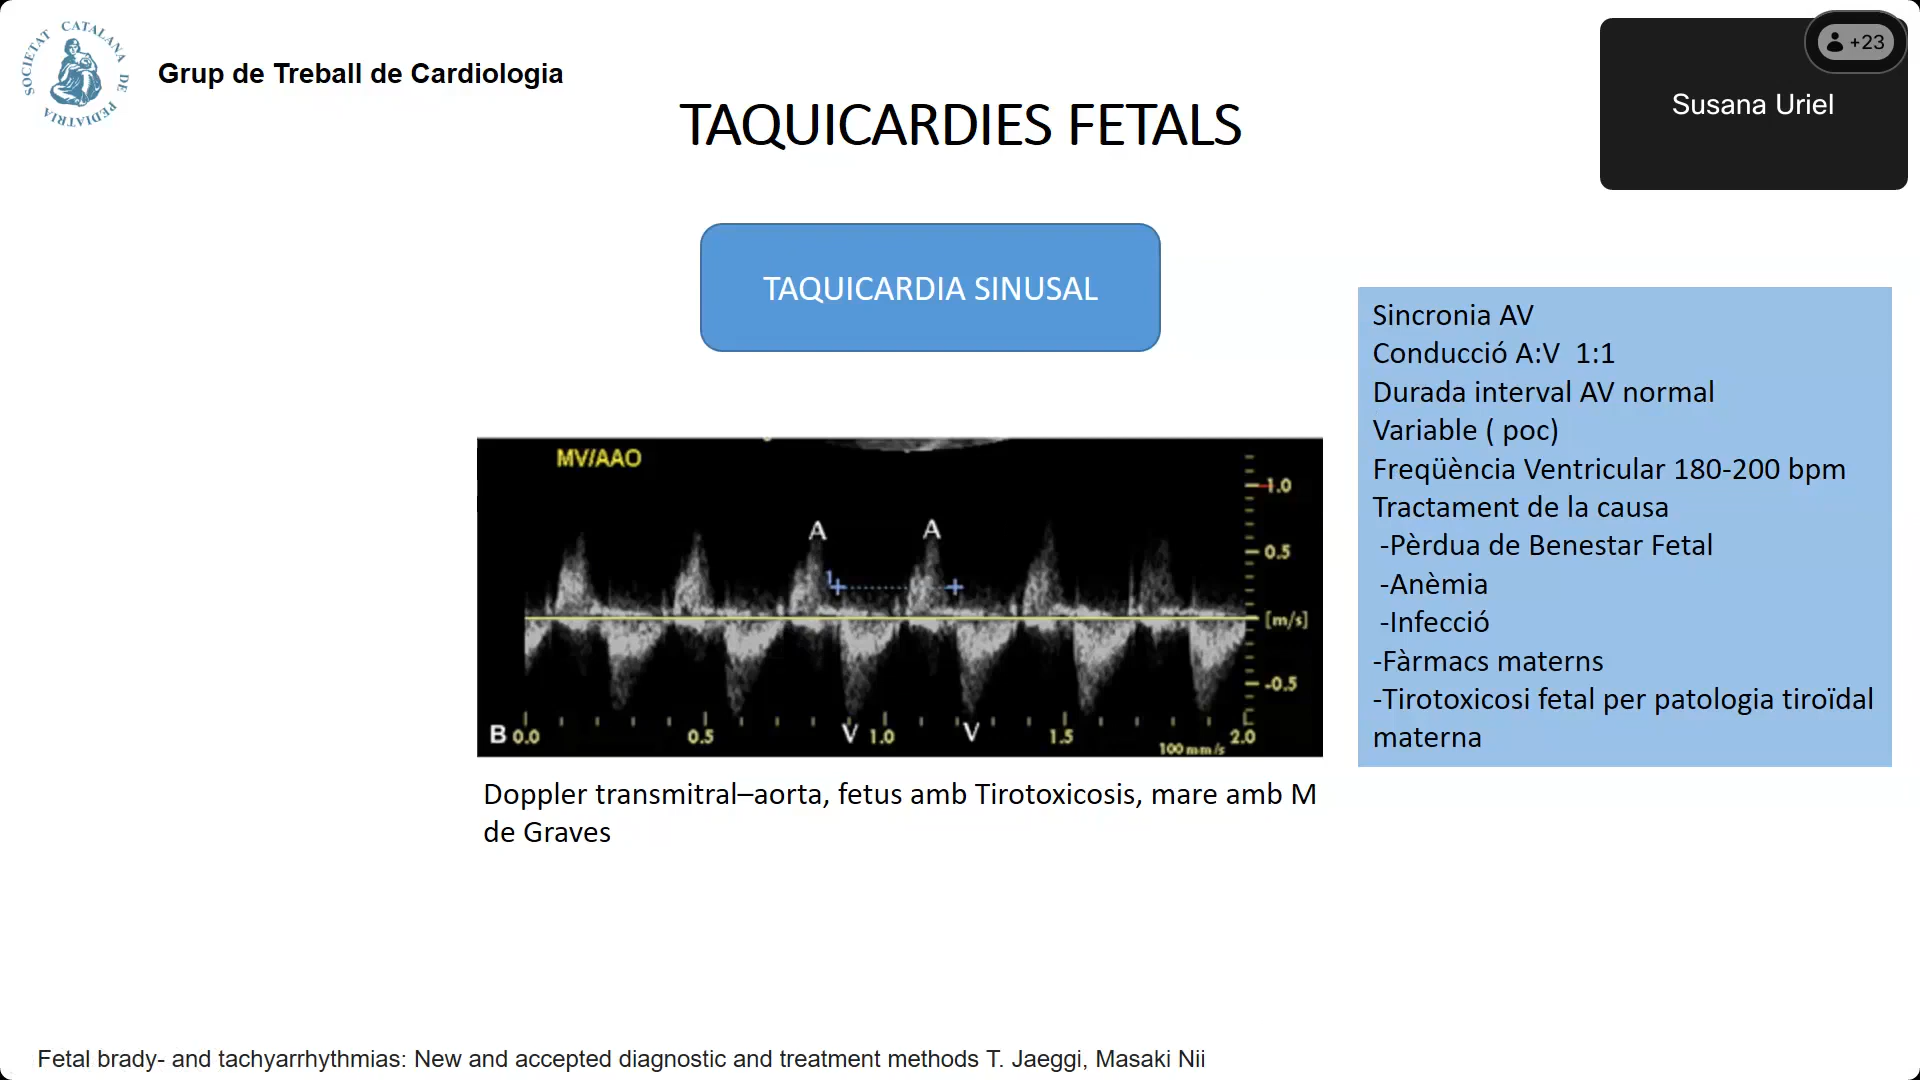 SOCIETAT CATALANA DE PEDIATRIA
Grup de Treball de Cardiologia
+23
Susana Uriel
TAQUICARDIES FETALS
TAQUICARDIA SINUSAL
Sincronia AV
Conducció A:V 1:1
Durada interval AV normal
Variable ( poc)
Freqüència Ventricular 180-200 bpm
Tractament de la causa
-Pèrdua de Benestar Fetal
-Anèmia
-Infecció
-Fàrmacs materns
-Tirotoxicosi fetal per patologia tiroïdal
materna
MV/AAO
1.0
A A
0.5
1
[m/s]
-0.5
B 0.0 0.5 V 1.0 V 1.5 2.0
100 mm/s
Doppler transmitral–aorta, fetus amb Tirotoxicosis, mare amb M
de Graves
Fetal brady- and tachyarrhythmias: New and accepted diagnostic and treatment methods T. Jaeggi, Masaki Nii